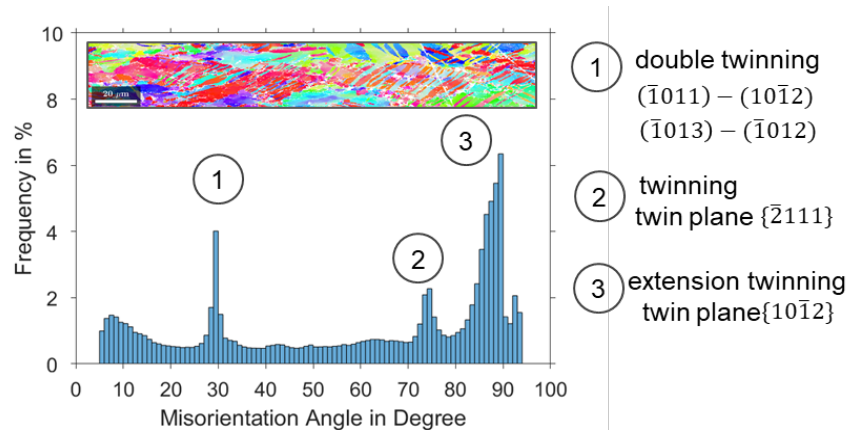 10
8
6
4
2
0
Frequency in %
20 μm
1
2
3
0 10 20 30 40 50 60 70 80 90 100
Misorientation Angle in Degree
1 double twinning
(1̄011) − (101̄2)
(1̄013) − (1̄012)
2 twinning
twin plane {2̄111}
3 extension twinning
twin plane{101̄2}